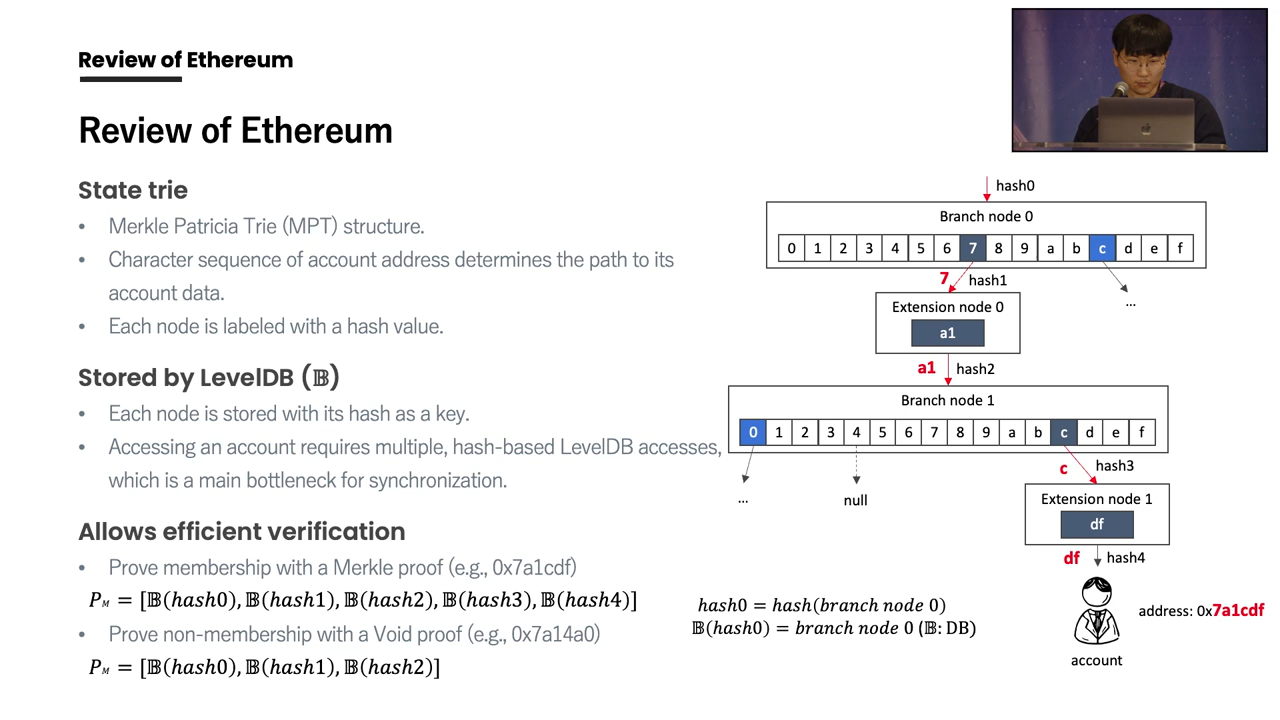 Review of Ethereum
Review of Ethereum
State trie
• Merkle Patricia Trie (MPT) structure.
• Character sequence of account address determines the path to its
account data.
• Each node is labeled with a hash value.
Stored by LevelDB (𝔹)
• Each node is stored with its hash as a key.
• Accessing an account requires multiple, hash-based LevelDB accesses,
which is a main bottleneck for synchronization.
Allows efficient verification
• Prove membership with a Merkle proof (e.g., 0x7a1cdf)
P_M = [𝔹(hash0), 𝔹(hash1), 𝔹(hash2), 𝔹(hash3), 𝔹(hash4)]
• Prove non-membership with a Void proof (e.g., 0x7a14a0)
P_M = [𝔹(hash0), 𝔹(hash1), 𝔹(hash2)]
hash0
Branch node 0
0 1 2 3 4 5 6 7 8 9 a b c d e f
7 hash1
...
Extension node 0
a1
a1 hash2
Branch node 1
0 1 2 3 4 5 6 7 8 9 a b c d e f
c hash3
... null
Extension node 1
df
df hash4
hash0 = hash(branch node 0)
𝔹(hash0) = branch node 0 (𝔹: DB)
address: 0x7a1cdf
account